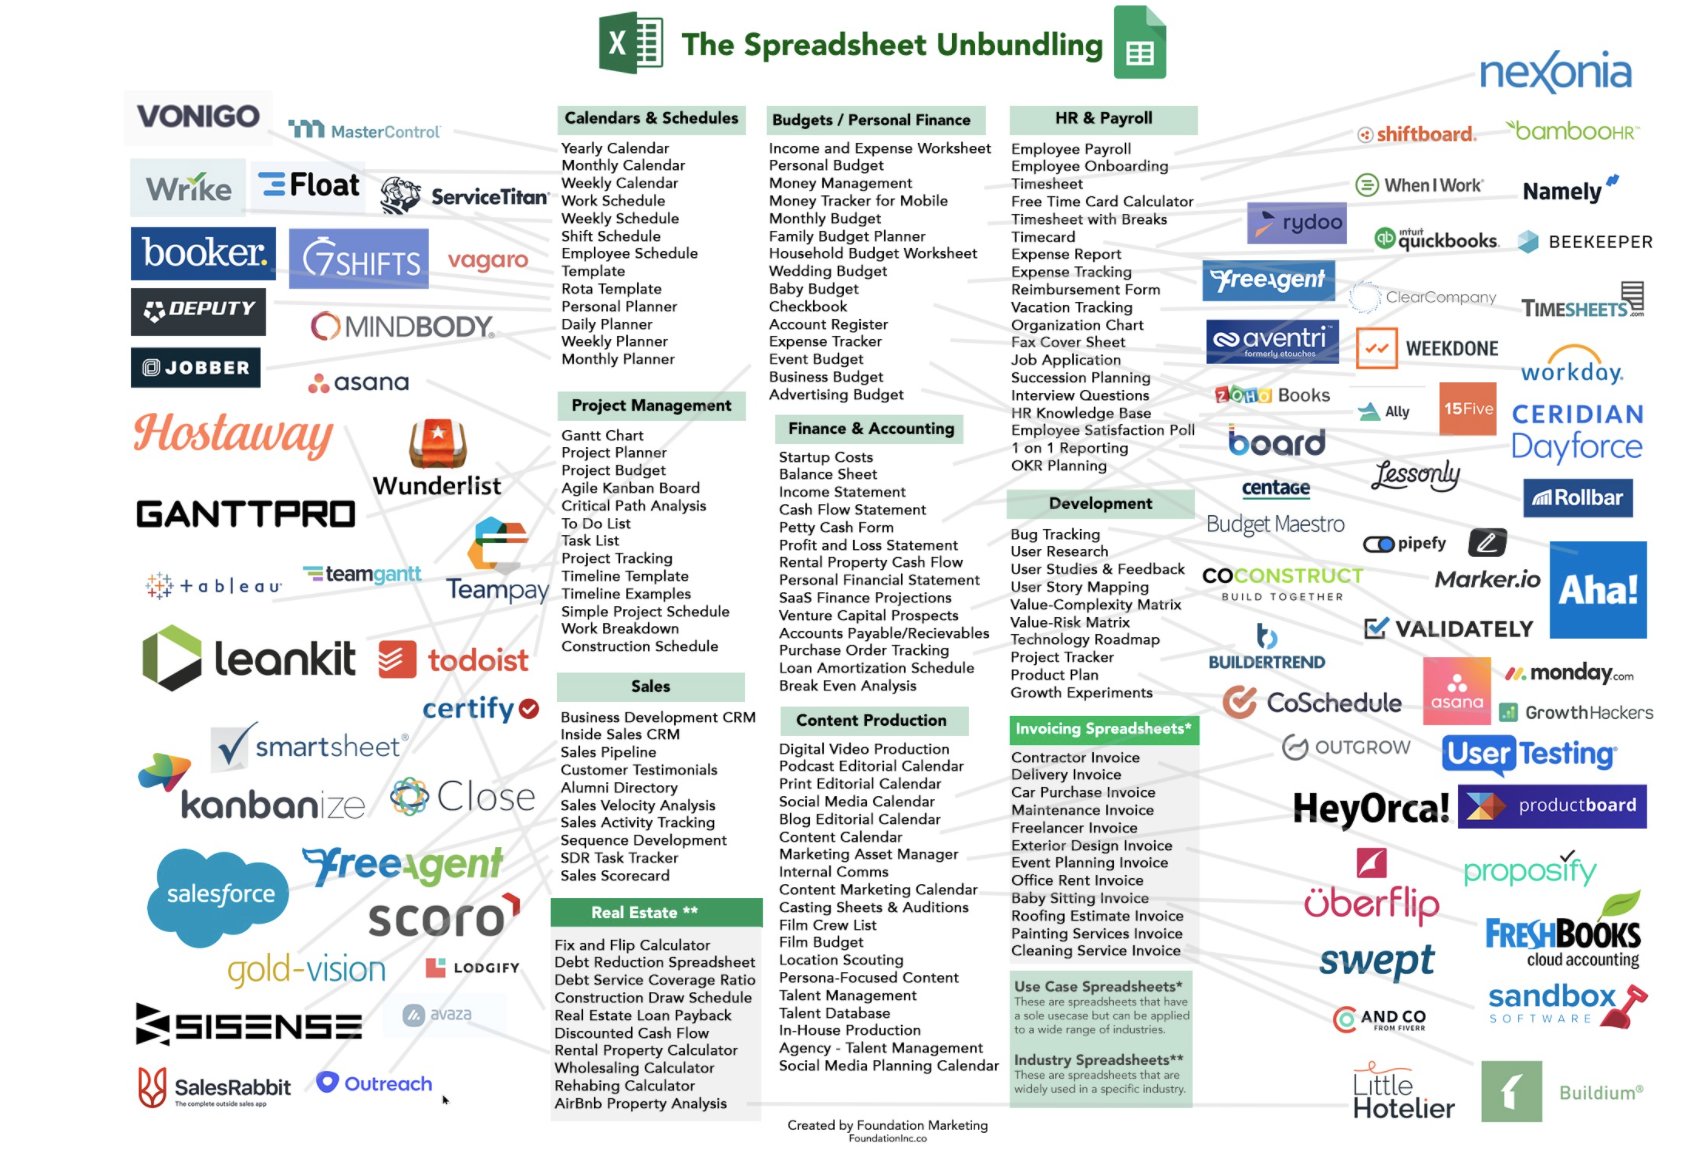 The Spreadsheet Unbundling
VONIGO
MasterControl
Wrike
Float
ServiceTitan
booker.
7SHIFTS
vagaro
DEPUTY
MINDBODY
JOBBER
asana
Hostaway
Wunderlist
GANTTPRO
tableau
teamgantt
Teampay
leankit
todoist
certify
smartsheet
kanbanize
Close
salesforce
freeagent
scoro
gold-vision
LODGIFY
SISENSE
avaza
SalesRabbit
The complete outside sales app
Outreach
Calendars & Schedules
Yearly Calendar
Monthly Calendar
Weekly Calendar
Work Schedule
Weekly Schedule
Shift Schedule
Employee Schedule
Template
Rota Template
Personal Planner
Daily Planner
Weekly Planner
Monthly Planner
Project Management
Gantt Chart
Project Planner
Project Budget
Agile Kanban Board
Critical Path Analysis
To Do List
Task List
Project Tracking
Timeline Template
Timeline Examples
Simple Project Schedule
Work Breakdown
Construction Schedule
Sales
Business Development CRM
Inside Sales CRM
Sales Pipeline
Customer Testimonials
Alumni Directory
Sales Velocity Analysis
Sales Activity Tracking
Sequence Development
SDR Task Tracker
Sales Scorecard
Real Estate **
Fix and Flip Calculator
Debt Reduction Spreadsheet
Debt Service Coverage Ratio
Construction Draw Schedule
Real Estate Loan Payback
Discounted Cash Flow
Rental Property Calculator
Wholesaling Calculator
Rehabing Calculator
AirBnb Property Analysis
Budgets / Personal Finance
Income and Expense Worksheet
Personal Budget
Money Management
Money Tracker for Mobile
Monthly Budget
Family Budget Planner
Household Budget Worksheet
Wedding Budget
Baby Budget
Checkbook
Account Register
Expense Tracker
Event Budget
Business Budget
Advertising Budget
Finance & Accounting
Startup Costs
Balance Sheet
Income Statement
Cash Flow Statement
Petty Cash Form
Profit and Loss Statement
Rental Property Cash Flow
Personal Financial Statement
SaaS Finance Projections
Venture Capital Prospects
Accounts Payable/Recievables
Purchase Order Tracking
Loan Amortization Schedule
Break Even Analysis
Content Production
Digital Video Production
Podcast Editorial Calendar
Print Editorial Calendar
Social Media Calendar
Blog Editorial Calendar
Content Calendar
Marketing Asset Manager
Internal Comms
Content Marketing Calendar
Casting Sheets & Auditions
Film Crew List
Film Budget
Location Scouting
Persona-Focused Content
Talent Management
Talent Database
In-House Production
Agency - Talent Management
Social Media Planning Calendar
Created by Foundation Marketing
FoundationInc.co
HR & Payroll
Employee Payroll
Employee Onboarding
Timesheet
Free Time Card Calculator
Timesheet with Breaks
Timecard
Expense Report
Expense Tracking
Reimbursement Form
Vacation Tracking
Organization Chart
Fax Cover Sheet
Job Application
Succession Planning
Interview Questions
HR Knowledge Base
Employee Satisfaction Poll
1 on 1 Reporting
OKR Planning
Development
Bug Tracking
User Research
User Studies & Feedback
User Story Mapping
Value-Complexity Matrix
Value-Risk Matrix
Technology Roadmap
Project Tracker
Product Plan
Growth Experiments
Invoicing Spreadsheets*
Contractor Invoice
Delivery Invoice
Car Purchase Invoice
Maintenance Invoice
Freelancer Invoice
Exterior Design Invoice
Event Planning Invoice
Office Rent Invoice
Baby Sitting Invoice
Roofing Estimate Invoice
Painting Services Invoice
Cleaning Service Invoice
Use Case Spreadsheets*
These are spreadsheets that have
a sole usecase but can be applied
to a wide range of industries.
Industry Spreadsheets**
These are spreadsheets that are
widely used in a specific industry.
nexonia
shiftboard.
bambooHR
When I Work
Namely
rydoo
intuit
quickbooks.
BEEKEEPER
freeagent
ClearCompany
TIMESHEETS.com
aventri
formerly etouches
WEEKDONE
workday.
ZOHO Books
Ally
15Five
CERIDIAN
Dayforce
board
Lessonly
centage
Budget Maestro
Rollbar
pipefy
Marker.io
Aha!
COCONSTRUCT
BUILD TOGETHER
VALIDATELY
BUILDERTREND
asana
monday.com
CoSchedule
GrowthHackers
OUTGROW
UserTesting
HeyOrca!
productboard
proposify
überflip
FRESHBOOKS
cloud accounting
swept
sandbox
SOFTWARE
AND CO
FROM FIVERR
Little
Hotelier
Buildium®